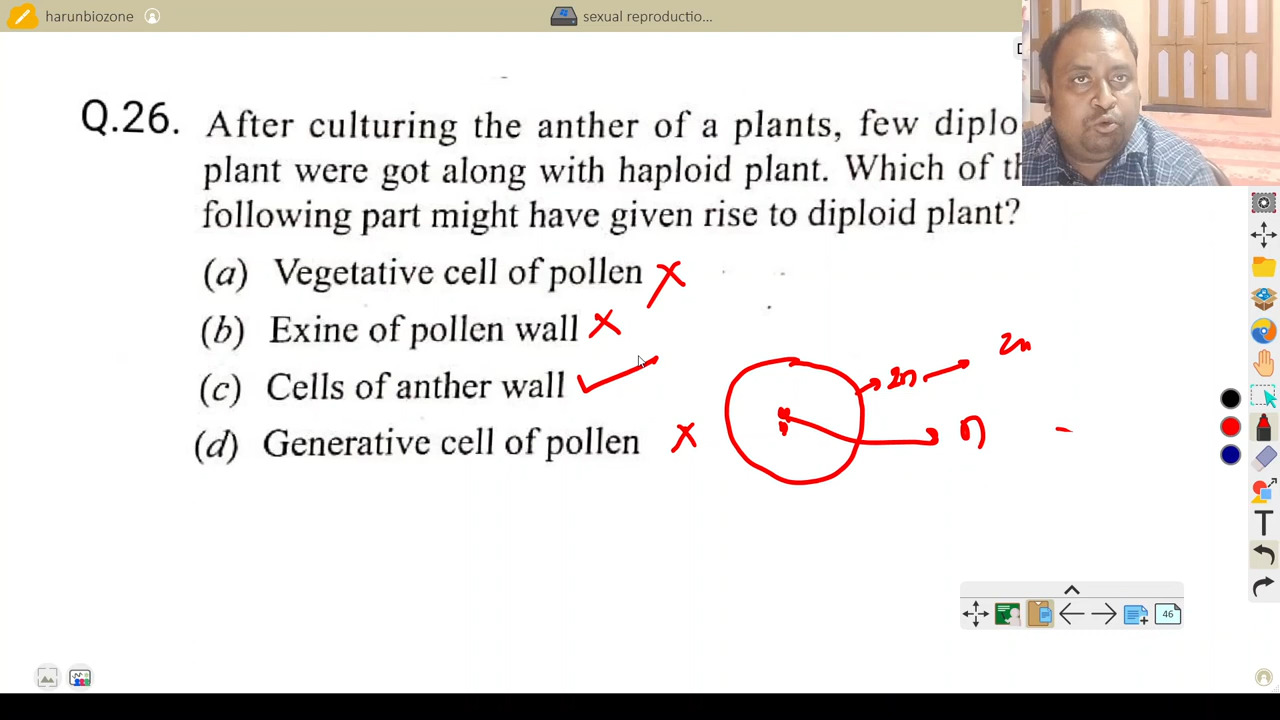 harunbiozone
sexual reproductio...
Q.26. After culturing the anther of a plants, few diplo
plant were got along with haploid plant. Which of th
following part might have given rise to diploid plant?
(a) Vegetative cell of pollen
(b) Exine of pollen wall
(c) Cells of anther wall
(d) Generative cell of pollen
2n
2n
n
T
46